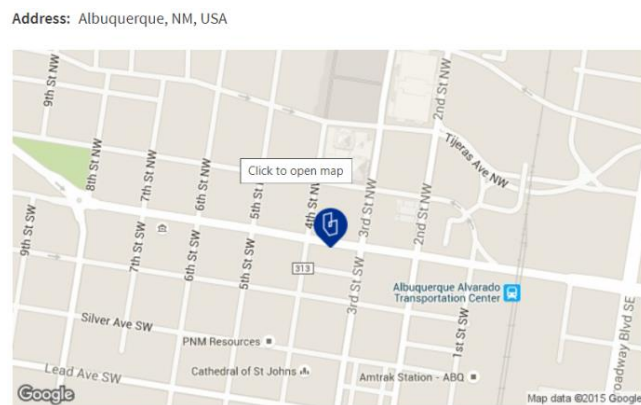 Address: Albuquerque, NM, USA
9th St NW
8th St NW
7th St NW
6th St NW
5th St NW
4th St NW
3rd St NW
2nd St NW
Tijeras Ave NW
Click to open map
9th St SW
7th St SW
6th St SW
5th St SW
313
3rd St SW
2nd St NW
Albuquerque Alvarado
Transportation Center
1st St SW
Silver Ave SW
PNM Resources
Lead Ave SW
Cathedral of St Johns
Amtrak Station - ABQ
oadway Blvd SE
Google
Map data ©2015 Google